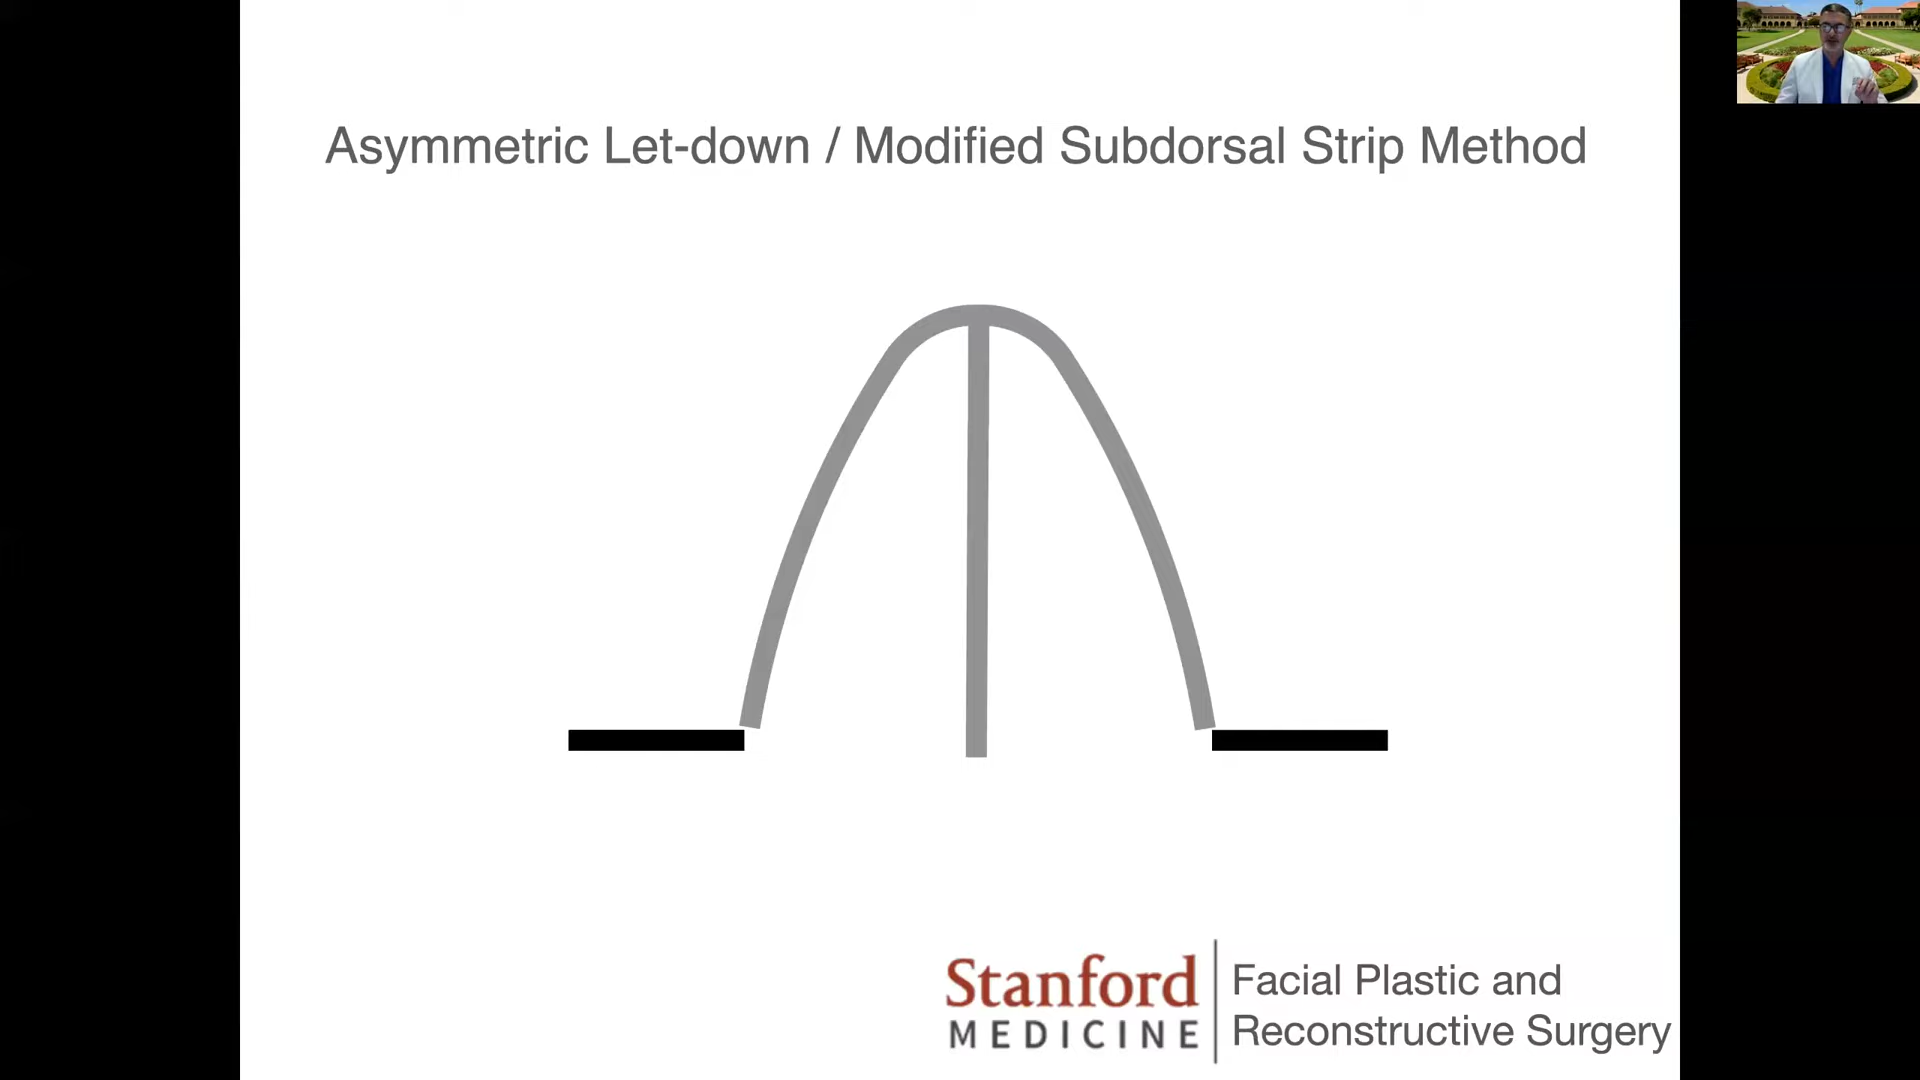 Asymmetric Let-down / Modified Subdorsal Strip Method
Stanford
MEDICINE
Facial Plastic and
Reconstructive Surgery